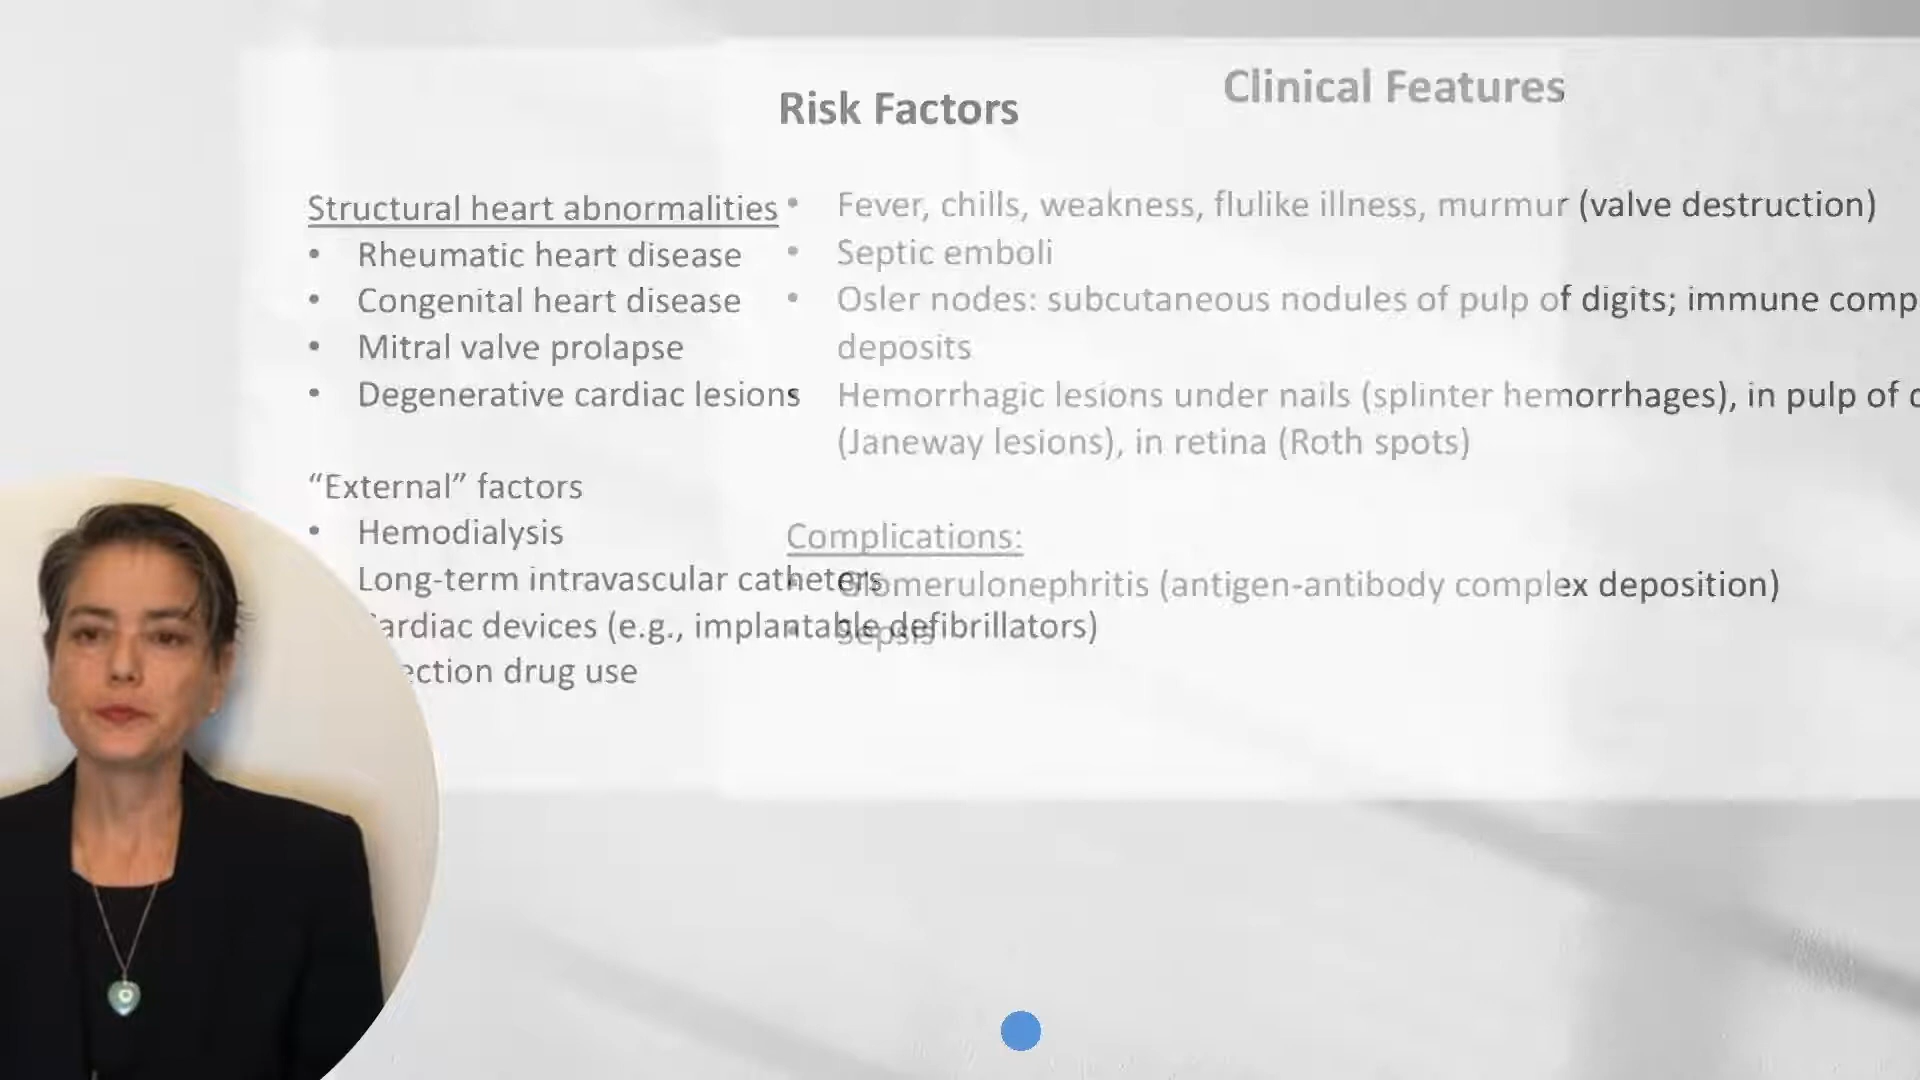 Risk Factors
Structural heart abnormalities
• Rheumatic heart disease
• Congenital heart disease
• Mitral valve prolapse
• Degenerative cardiac lesions
“External” factors
• Hemodialysis
Long-term intravascular catheters
ardiac devices (e.g., implantable defibrillators)
ection drug use
Clinical Features
• Fever, chills, weakness, flulike illness, murmur (valve destruction)
• Septic emboli
• Osler nodes: subcutaneous nodules of pulp of digits; immune comp
deposits
• Hemorrhagic lesions under nails (splinter hemorrhages), in pulp of
(Janeway lesions), in retina (Roth spots)
Complications:
• Glomerulonephritis (antigen-antibody complex deposition)
• Sepsis